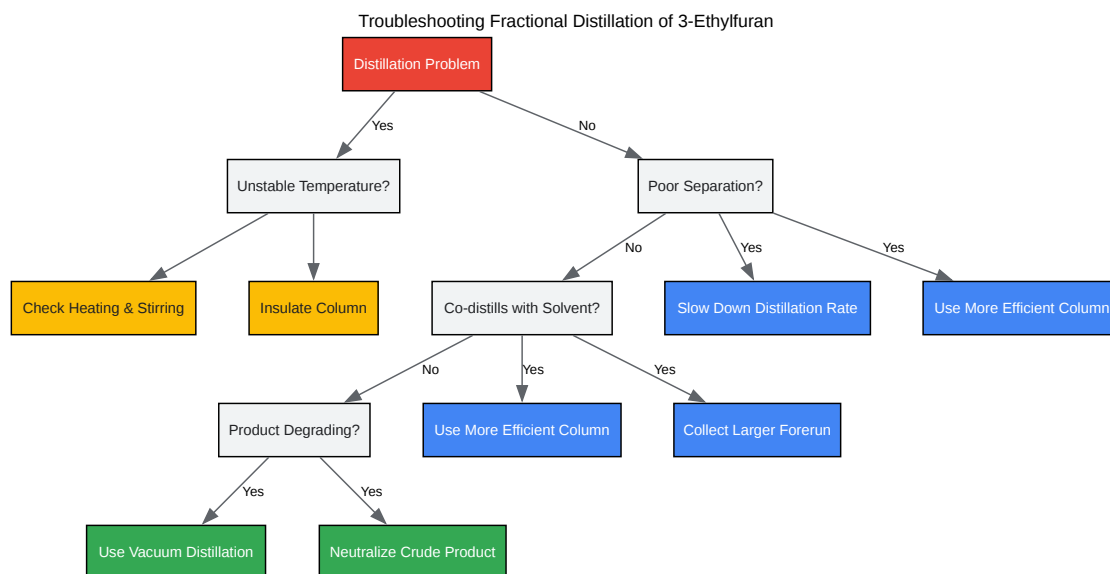 Troubleshooting Fractional Distillation of 3-Ethylfuran
Distillation Problem
Yes
No
Unstable Temperature?
Poor Separation?
No
Yes
Yes
Check Heating & Stirring
Insulate Column
Co-distills with Solvent?
Slow Down Distillation Rate
Use More Efficient Column
No
Yes
Yes
Product Degrading?
Use More Efficient Column
Collect Larger Forerun
Yes
Yes
Use Vacuum Distillation
Neutralize Crude Product